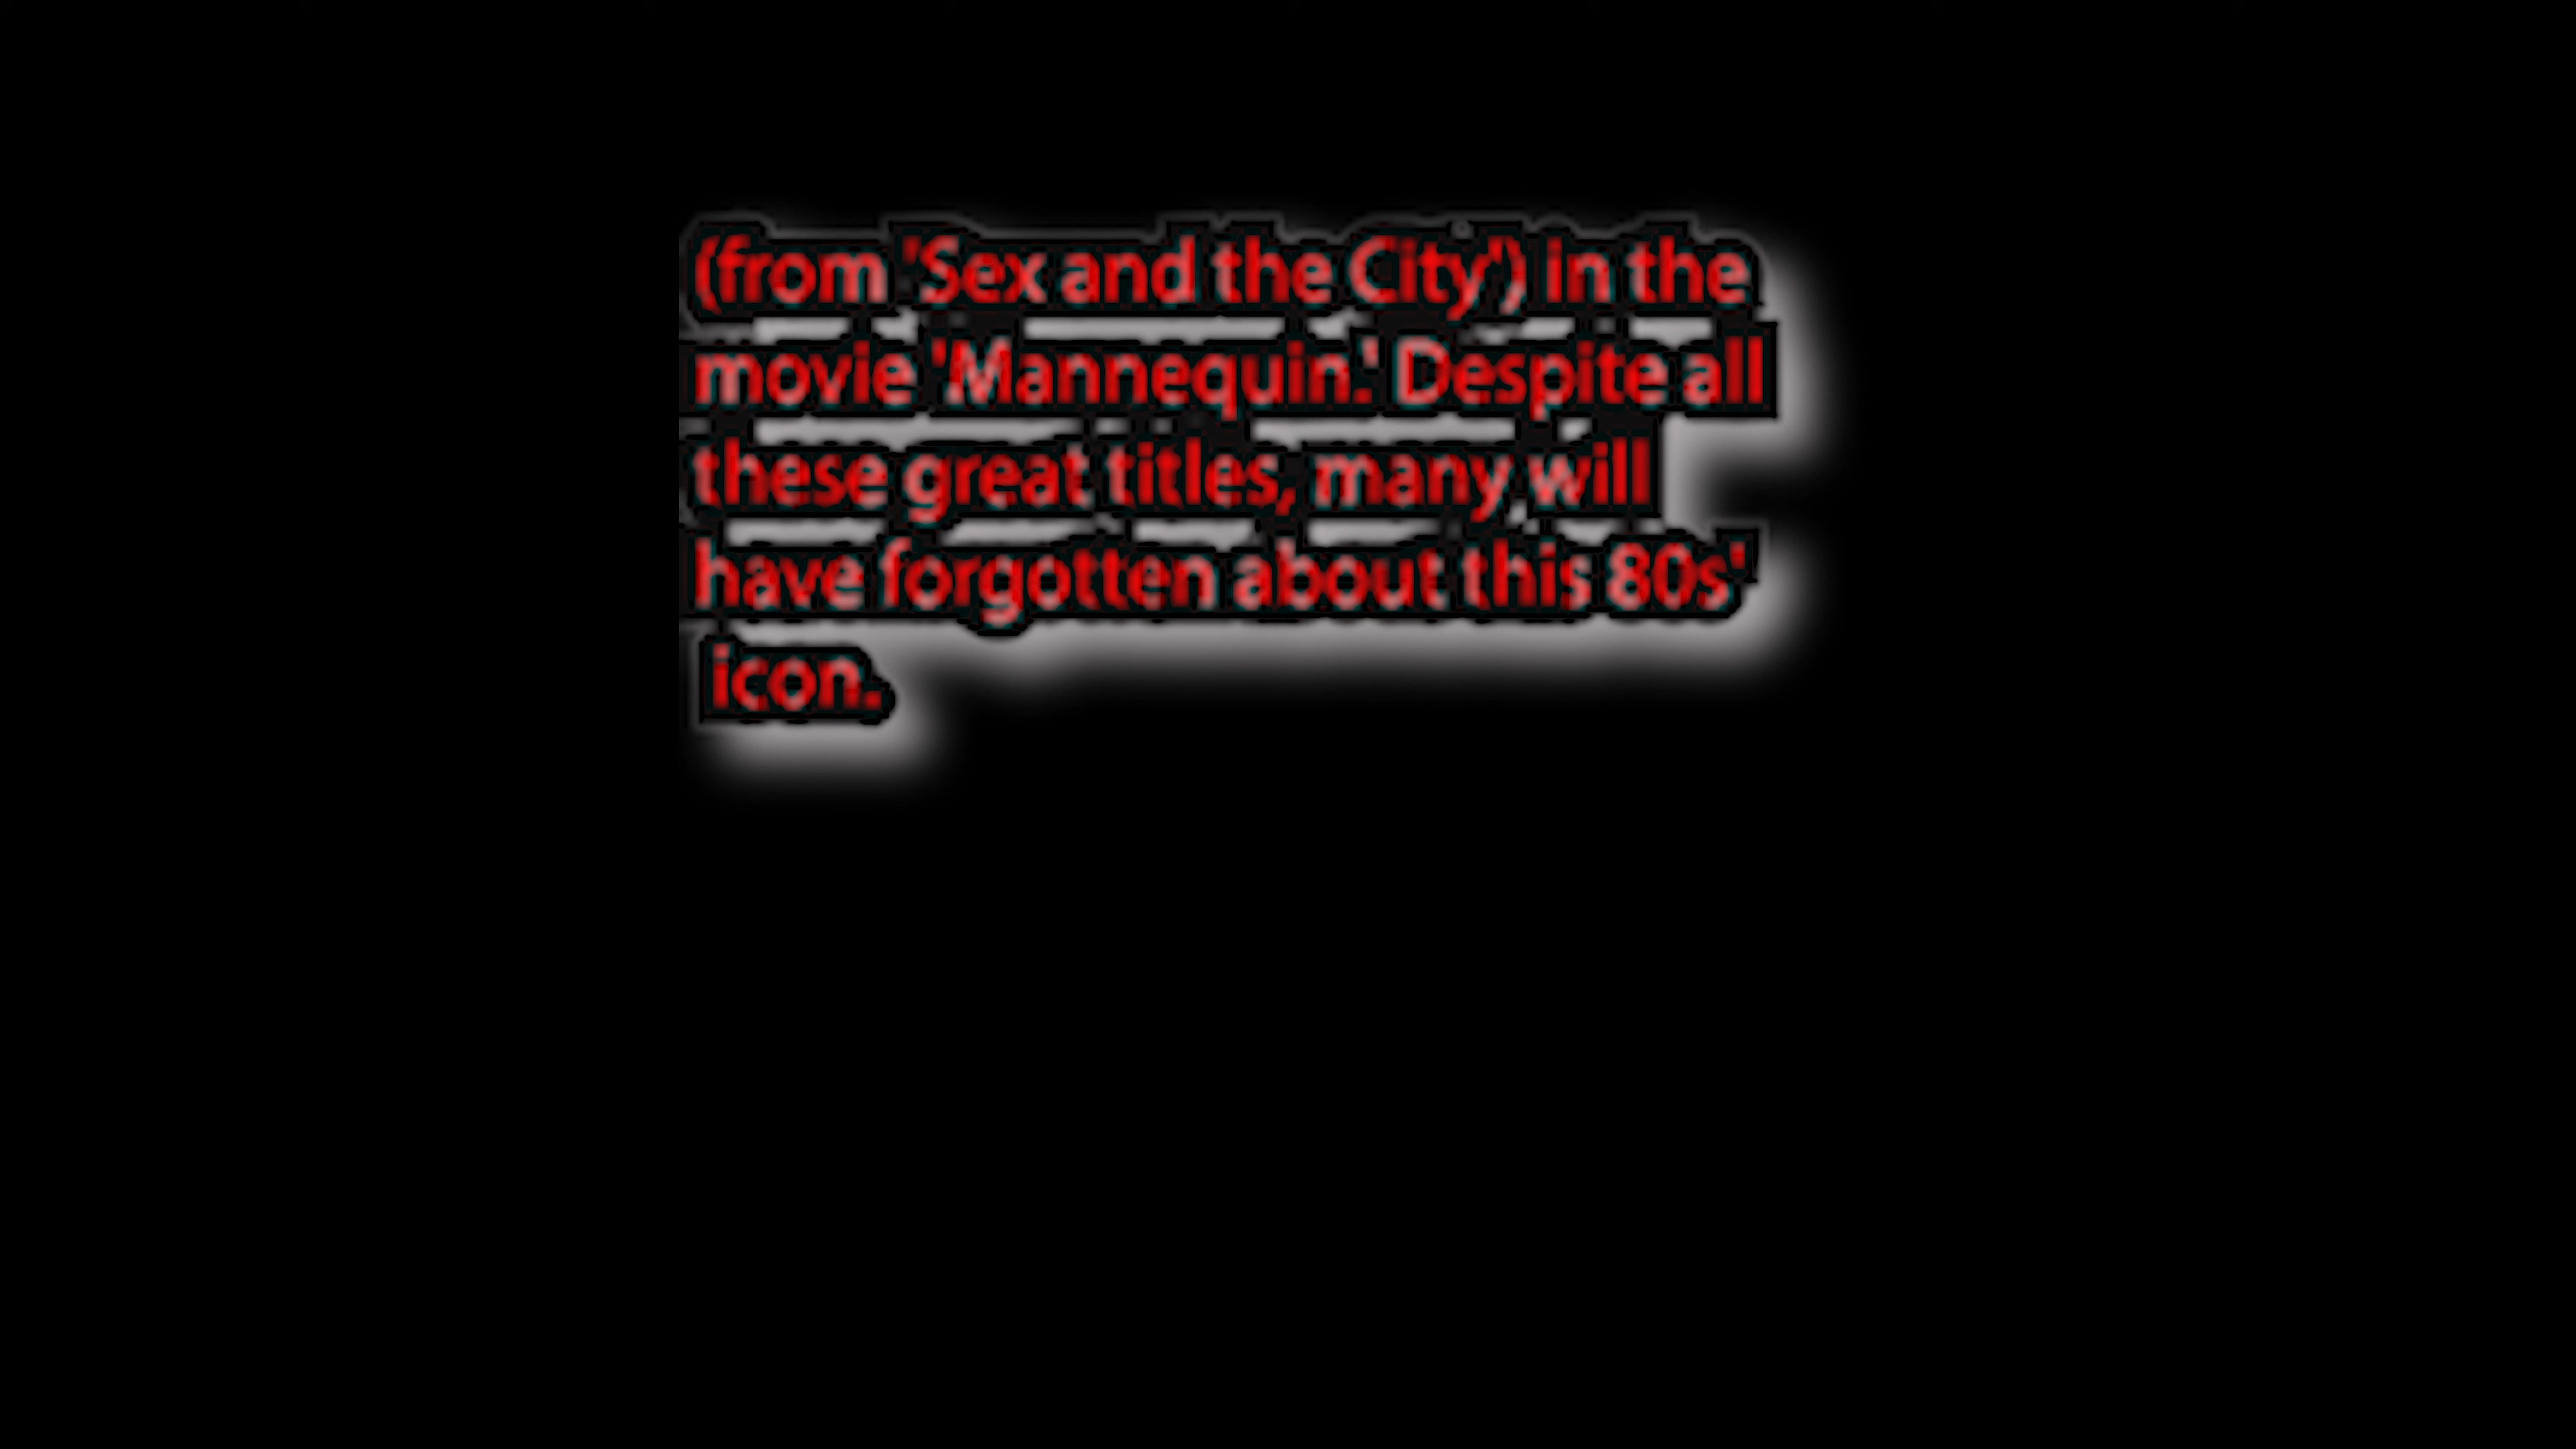 (from 'Sex and the City') in the
movie 'Mannequin.' Despite all
these great titles, many will
have forgotten about this 80s'
icon.